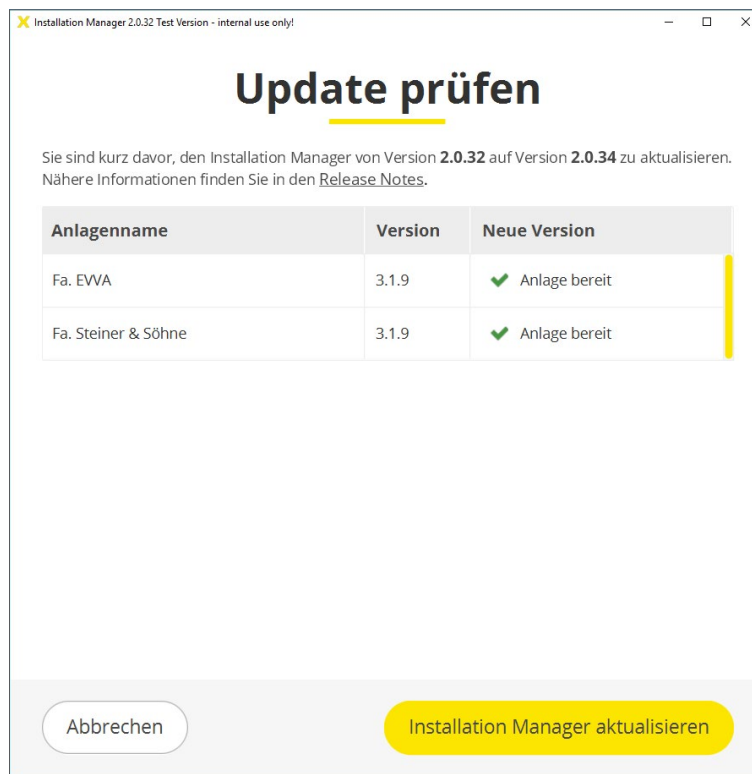 Installation Manager 2.0.32 Test Version - internal use only!
Update prüfen
Sie sind kurz davor, den Installation Manager von Version 2.0.32 auf Version 2.0.34 zu aktualisieren.
Nähere Informationen finden Sie in den Release Notes.
Anlagenname Version Neue Version
Fa. EVVA 3.1.9 Anlage bereit
Fa. Steiner & Söhne 3.1.9 Anlage bereit
Abbrechen Installation Manager aktualisieren